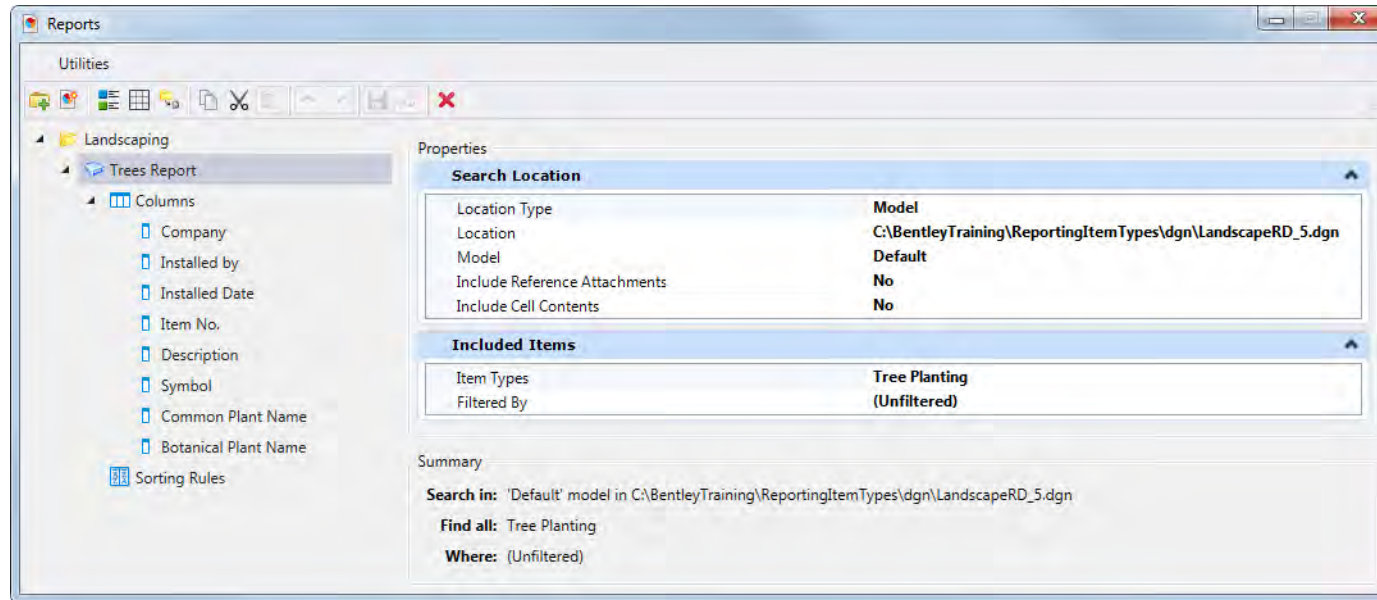 Reports
Utilities
Landscaping
Trees Report
Columns
Company
Installed by
Installed Date
Item No.
Description
Symbol
Common Plant Name
Botanical Plant Name
Sorting Rules
Properties
Search Location
Location Type Model
Location C:\BentleyTraining\ReportingItemTypes\dgn\LandscapeRD_5.dgn
Model Default
Include Reference Attachments No
Include Cell Contents No
Included Items
Item Types Tree Planting
Filtered By (Unfiltered)
Summary
Search in: 'Default' model in C:\BentleyTraining\ReportingItemTypes\dgn\LandscapeRD_5.dgn
Find all: Tree Planting
Where: (Unfiltered)